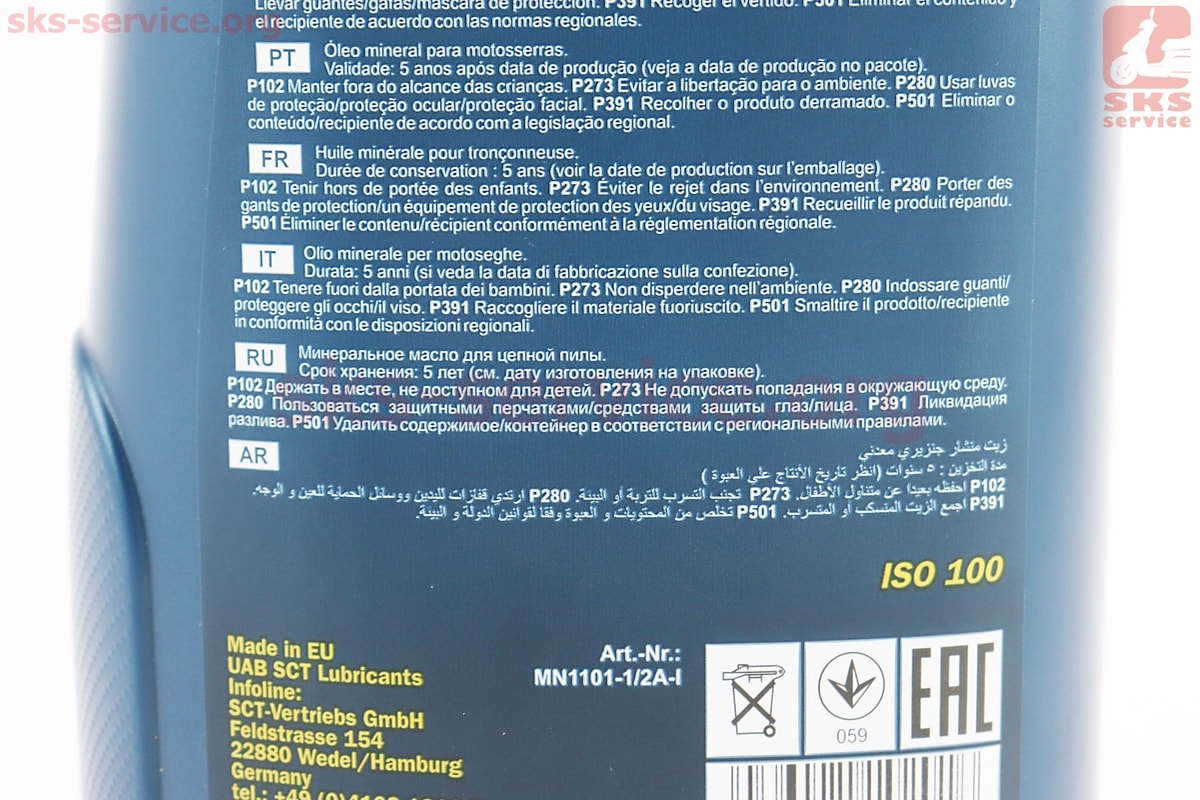 sks-service.org
Llevar guantes/gafas/máscara de protección. P391 Recoger el vertido. P501 Eliminar el contenido y
el recipiente de acuerdo con las normas regionales.
PT Óleo mineral para motosserras.
Validade: 5 anos após data de produção (veja a data de produção no pacote).
P102 Manter fora do alcance das crianças. P273 Evitar a libertação para o ambiente. P280 Usar luvas
de proteção/proteção ocular/proteção facial. P391 Recolher o produto derramado. P501 Eliminar o
conteúdo/recipiente de acordo com a legislação regional.
FR Huile minérale pour tronçonneuse.
Durée de conservation : 5 ans (voir la date de production sur l'emballage).
P102 Tenir hors de portée des enfants. P273 Éviter le rejet dans l'environnement. P280 Porter des
gants de protection/un équipement de protection des yeux/du visage. P391 Recueillir le produit répandu.
P501 Éliminer le contenu/récipient conformément à la réglementation régionale.
IT Olio minerale per motoseghe.
Durata: 5 anni (si veda la data di fabbricazione sulla confezione).
P102 Tenere fuori dalla portata dei bambini. P273 Non disperdere nell'ambiente. P280 Indossare guanti/
proteggere gli occhi/il viso. P391 Raccogliere il materiale fuoriuscito. P501 Smaltire il prodotto/recipiente
in conformità con le disposizioni regionali.
RU Минеральное масло для цепной пилы.
Срок хранения: 5 лет (см. дату изготовления на упаковке).
P102 Держать в месте, не доступном для детей. P273 Не допускать попадания в окружающую среду.
P280 Пользоваться защитными перчатками/средствами защиты глаз/лица. P391 Ликвидация
разлива. P501 Удалить содержимое/контейнер в соответствии с региональными правилами.
AR زيت منشار جنزيري معدني
مدة التخزين : ٥ سنوات (انظر تاريخ الأنتاج علي العبوة )
P102 احفظه بعيدا عن متناول الأطفال. P273 تجنب التسرب للتربة أو البيئة. P280 ارتدي قفازات لليدين ووسائل الحماية للعين و الوجه.
P391 اجمع الزيت المنسكب أو المتسرب. P501 تخلص من المحتويات و العبوة وفقا لقوانين الدولة و البيئة.
ISO 100
Made in EU
UAB SCT Lubricants
Infoline:
SCT-Vertriebs GmbH
Feldstrasse 154
22880 Wedel/Hamburg
Germany
tel.: +49 (0)4103
Art.-Nr.:
MN1101-1/2A-I
059
EAC
SKS
service